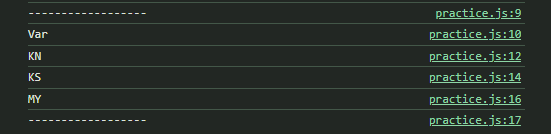 ------------------ practice.js:9
Var practice.js:10
KN practice.js:12
KS practice.js:14
MY practice.js:16
------------------ practice.js:17